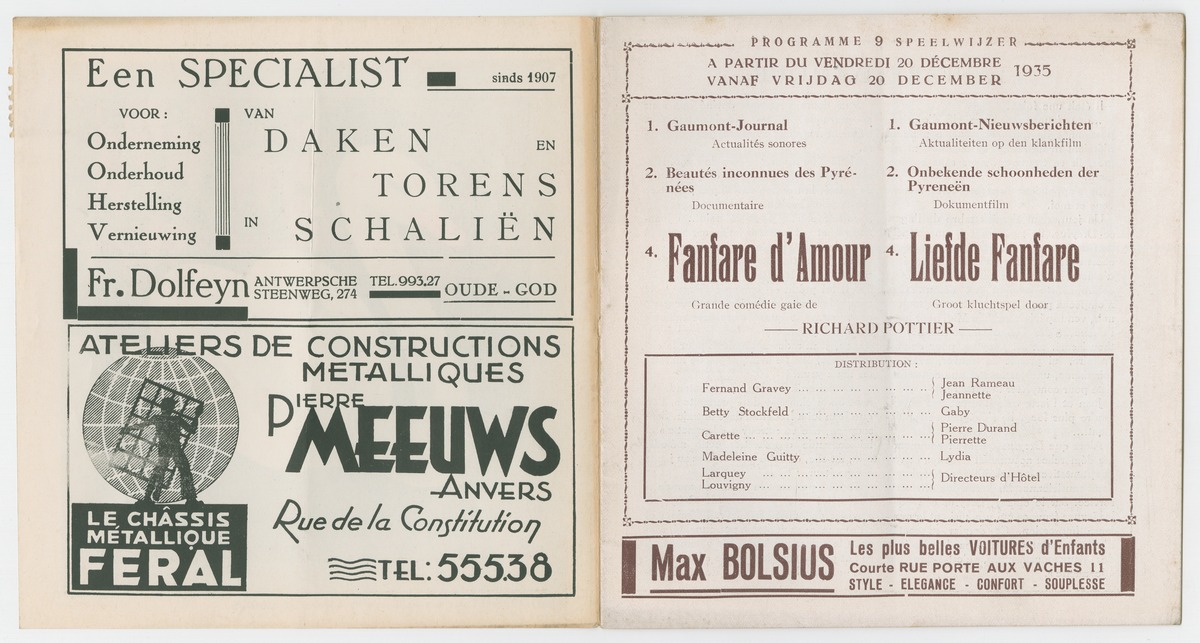 Een SPECIALIST
sinds 1907
VOOR :
Onderneming
Onderhoud
Herstelling
Vernieuwing
VAN
DAKEN
EN
TORENS
IN
SCHALIËN
Fr. Dolfeyn
ANTWERPSCHE
STEENWEG, 274
TEL. 993.27
OUDE - GOD
ATELIERS DE CONSTRUCTIONS
METALLIQUES
PIERRE
MEEUWS
ANVERS
Rue de la Constitution
TEL: 555.38
LE CHÂSSIS
MÉTALLIQUE
FERAL
PROGRAMME 9 SPEELWIJZER
A PARTIR DU VENDREDI 20 DÉCEMBRE
VANAF VRIJDAG 20 DECEMBER
1935
1. Gaumont-Journal
Actualités sonores
2. Beautés inconnues des Pyré-
nées
Documentaire
4. Fanfare d'Amour
Grande comédie gaie de
1. Gaumont-Nieuwsberichten
Aktualiteiten op den klankfilm
2. Onbekende schoonheden der
Pyreneën
Dokumentfilm
4. Liefde Fanfare
Groot kluchtspel door
RICHARD POTTIER
DISTRIBUTION :
Fernand Gravey ... ... ... ... ... ... ... ... { Jean Rameau
Jeannette
Betty Stockfeld ... ... ... ... ... ... ... ... Gaby
Carette ... ... ... ... ... ... ... ... ... { Pierre Durand
Pierrette
Madeleine Guitty ... ... ... ... ... ... ... Lydia
Larquey ... ... ... ... ... ... ... ... ...
Louvigny ... ... ... ... ... ... ... ... } Directeurs d'Hôtel
Max BOLSIUS
Les plus belles VOITURES d'Enfants
Courte RUE PORTE AUX VACHES 11
STYLE - ELEGANCE - CONFORT - SOUPLESSE